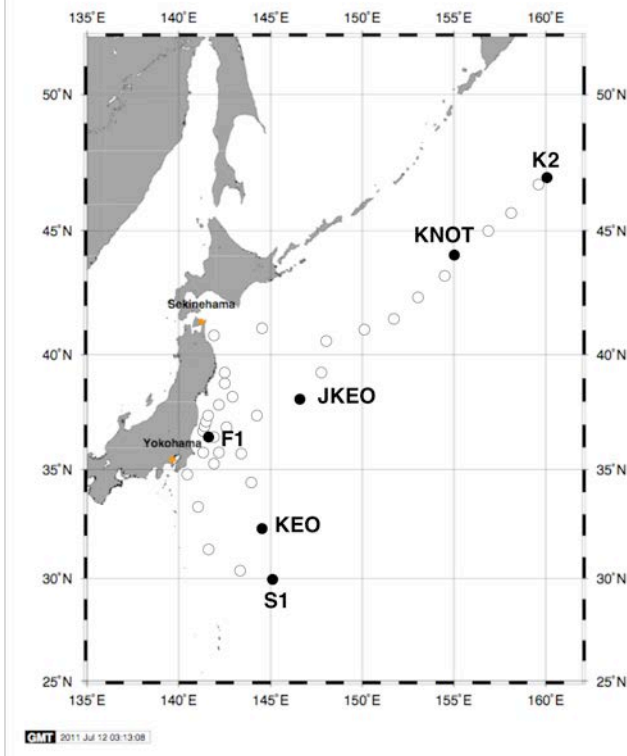 135˚E 140˚E 145˚E 150˚E 155˚E 160˚E
50˚N 50˚N
K2
45˚N KNOT 45˚N
Sekinehama
40˚N 40˚N
JKEO
Yokohama F1
35˚N 35˚N
KEO
30˚N 30˚N
S1
25˚N 25˚N
135˚E 140˚E 145˚E 150˚E 155˚E 160˚E
GMT 2011 Jul 12 03:13:08